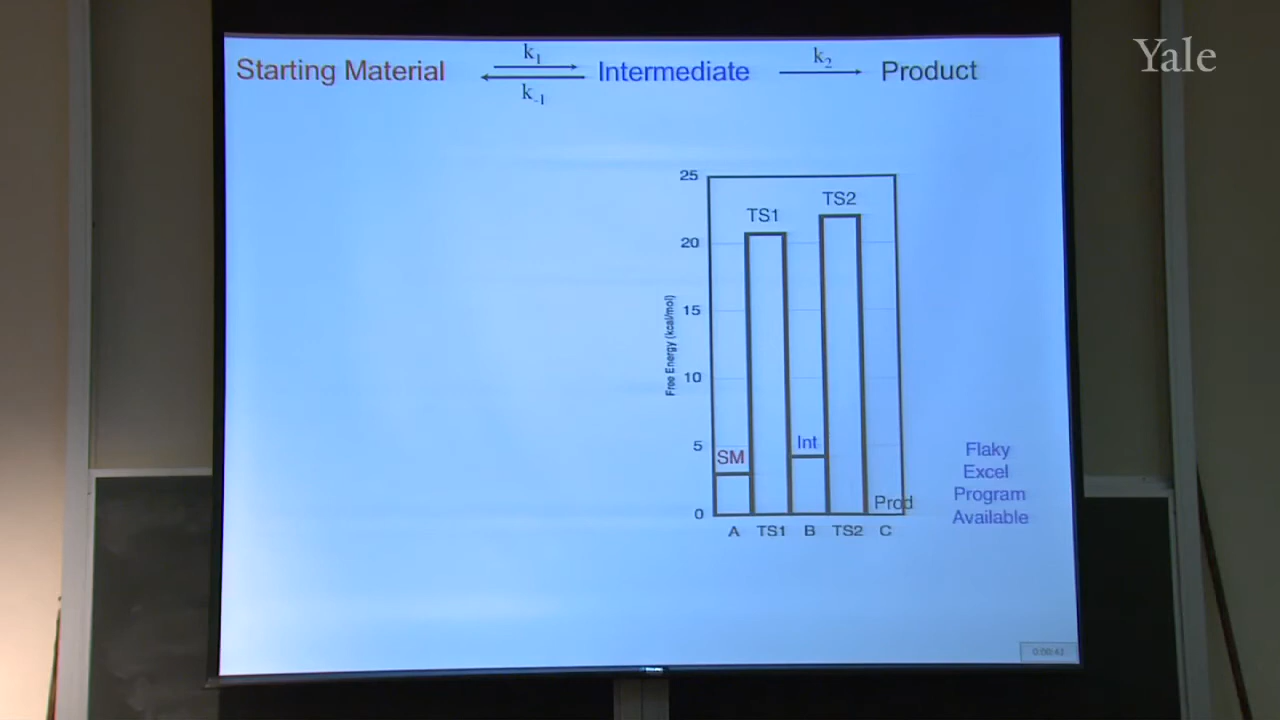 Yale
Starting Material k1 k-1 Intermediate k2 Product
25
20
15
10
5
0
Free Energy (kcal/mol)
TS1
TS2
SM
Int
Prod
A TS1 B TS2 C
Flaky
Excel
Program
Available